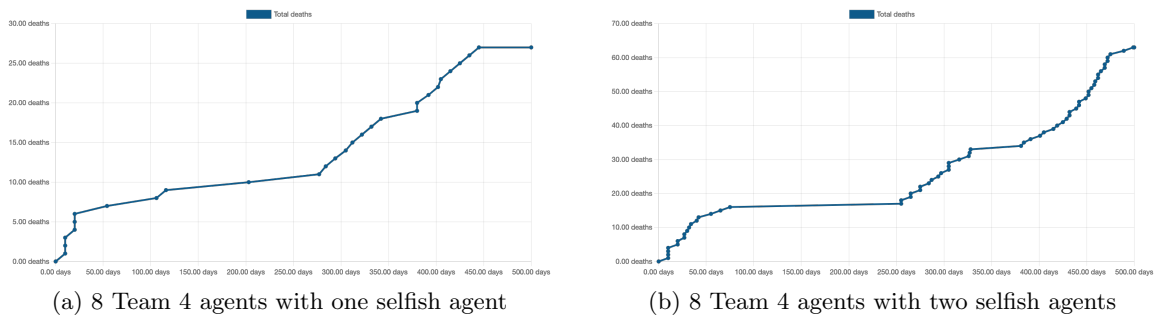 Total deaths
30.00 deaths
25.00 deaths
20.00 deaths
15.00 deaths
10.00 deaths
5.00 deaths
0.00 deaths
0.00 days 50.00 days 100.00 days 150.00 days 200.00 days 250.00 days 300.00 days 350.00 days 400.00 days 450.00 days 500.00 days
(a) 8 Team 4 agents with one selfish agent
Total deaths
70.00 deaths
60.00 deaths
50.00 deaths
40.00 deaths
30.00 deaths
20.00 deaths
10.00 deaths
0.00 deaths
0.00 days 50.00 days 100.00 days 150.00 days 200.00 days 250.00 days 300.00 days 350.00 days 400.00 days 450.00 days 500.00 days
(b) 8 Team 4 agents with two selfish agents